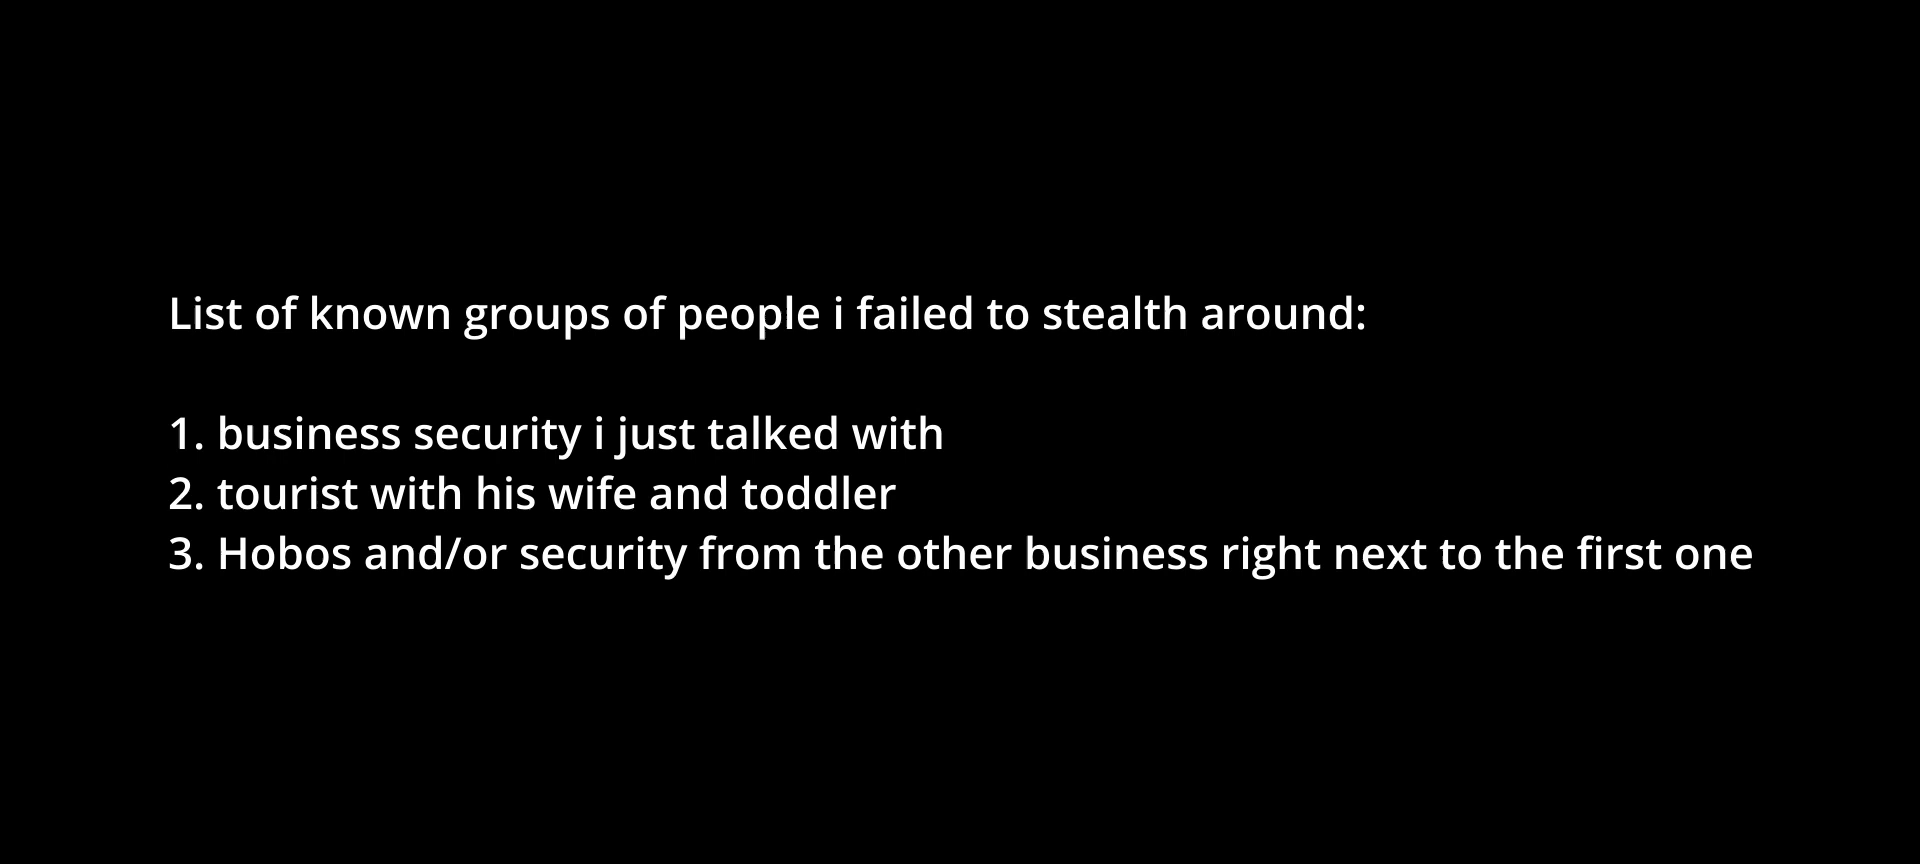 List of known groups of people i failed to stealth around:
1. business security i just talked with
2. tourist with his wife and toddler
3. Hobos and/or security from the other business right next to the first one